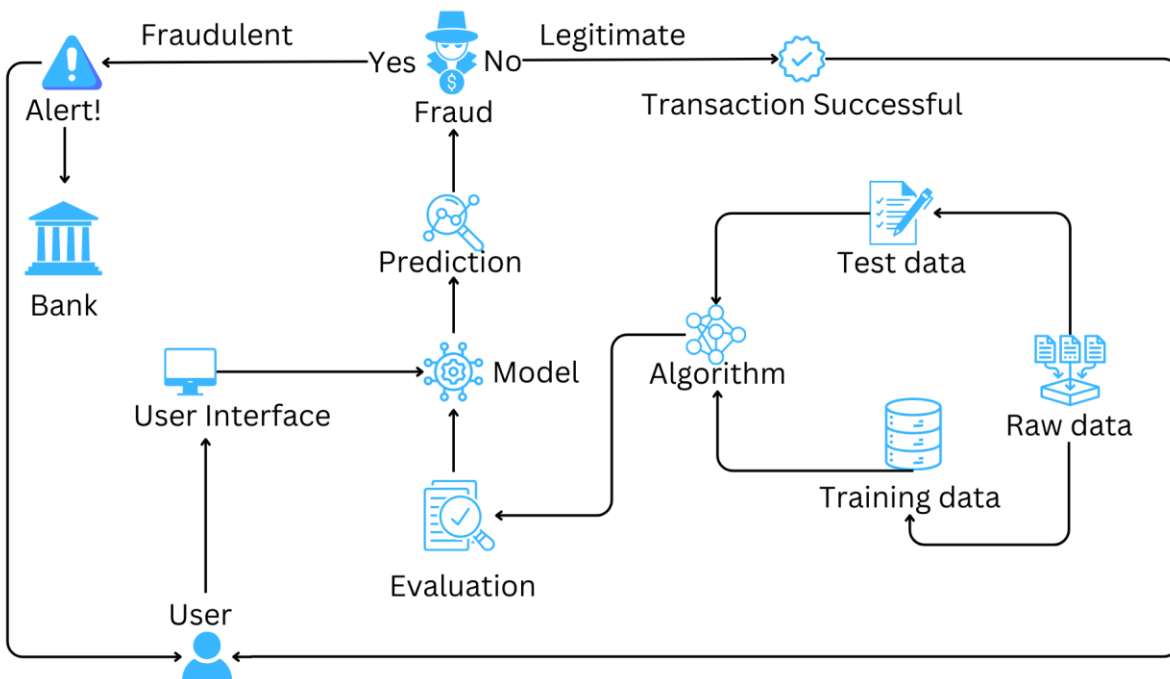 Fraudulent
Yes
No
Legitimate
Alert!
Fraud
Transaction Successful
$
Bank
Prediction
Test data
User Interface
Model
Algorithm
Raw data
Training data
Evaluation
User